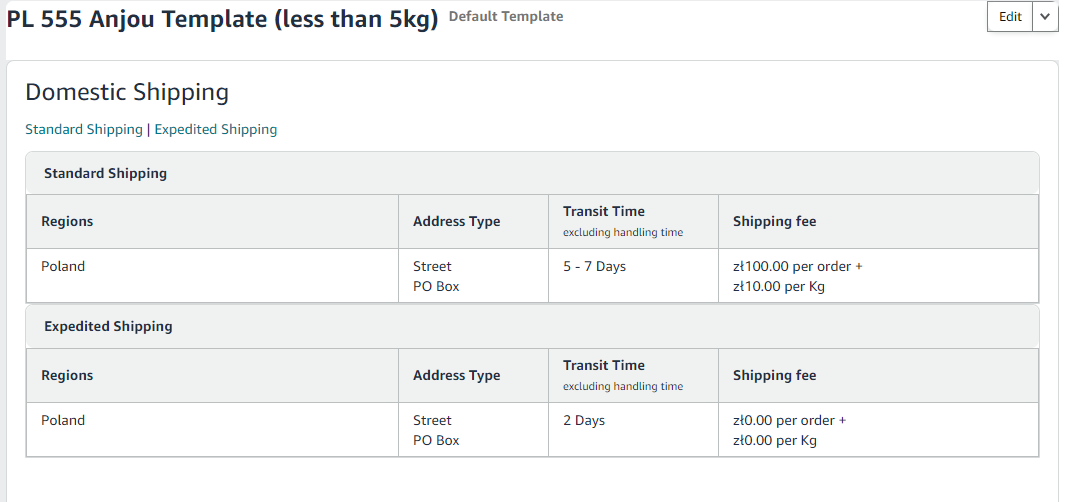 PL 555 Anjou Template (less than 5kg) Default Template
Edit
Domestic Shipping
Standard Shipping | Expedited Shipping
Standard Shipping
Regions
Address Type
Transit Time
excluding handling time
Shipping fee
Poland
Street
PO Box
5 - 7 Days
zł100.00 per order +
zł10.00 per Kg
Expedited Shipping
Regions
Address Type
Transit Time
excluding handling time
Shipping fee
Poland
Street
PO Box
2 Days
zł0.00 per order +
zł0.00 per Kg